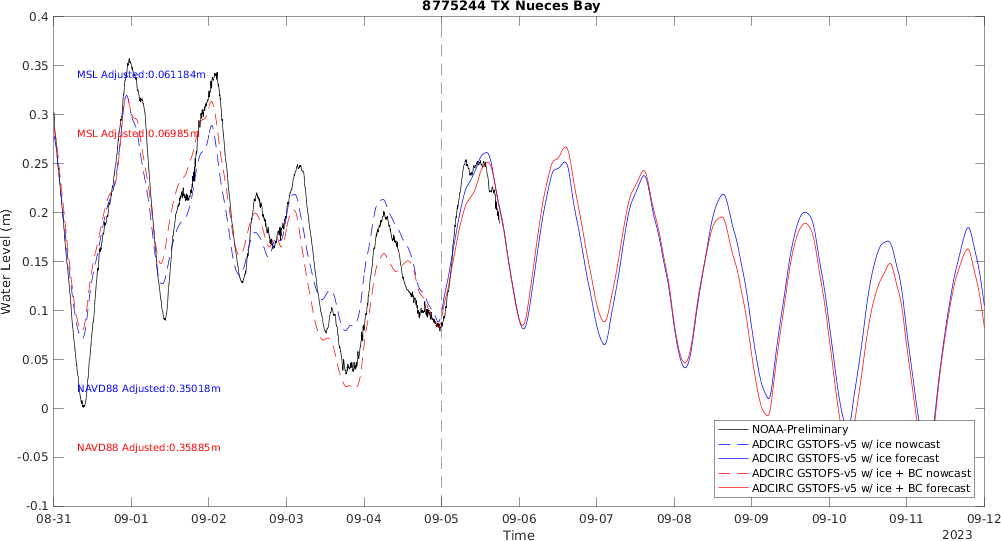 8775244 TX Nueces Bay
0.4
0.35
0.3
0.25
0.2
0.15
0.1
0.05
0
-0.05
-0.1
Water Level (m)
MSL Adjusted:0.061184m
MSL Adjusted:0.06985m
NAVD88 Adjusted:0.35018m
NAVD88 Adjusted:0.35885m
NOAA-Preliminary
ADCIRC GSTOFS-v5 w/ ice nowcast
ADCIRC GSTOFS-v5 w/ ice forecast
ADCIRC GSTOFS-v5 w/ ice + BC nowcast
ADCIRC GSTOFS-v5 w/ ice + BC forecast
08-31 09-01 09-02 09-03 09-04 09-05 09-06 09-07 09-08 09-09 09-10 09-11 09-12
Time
2023